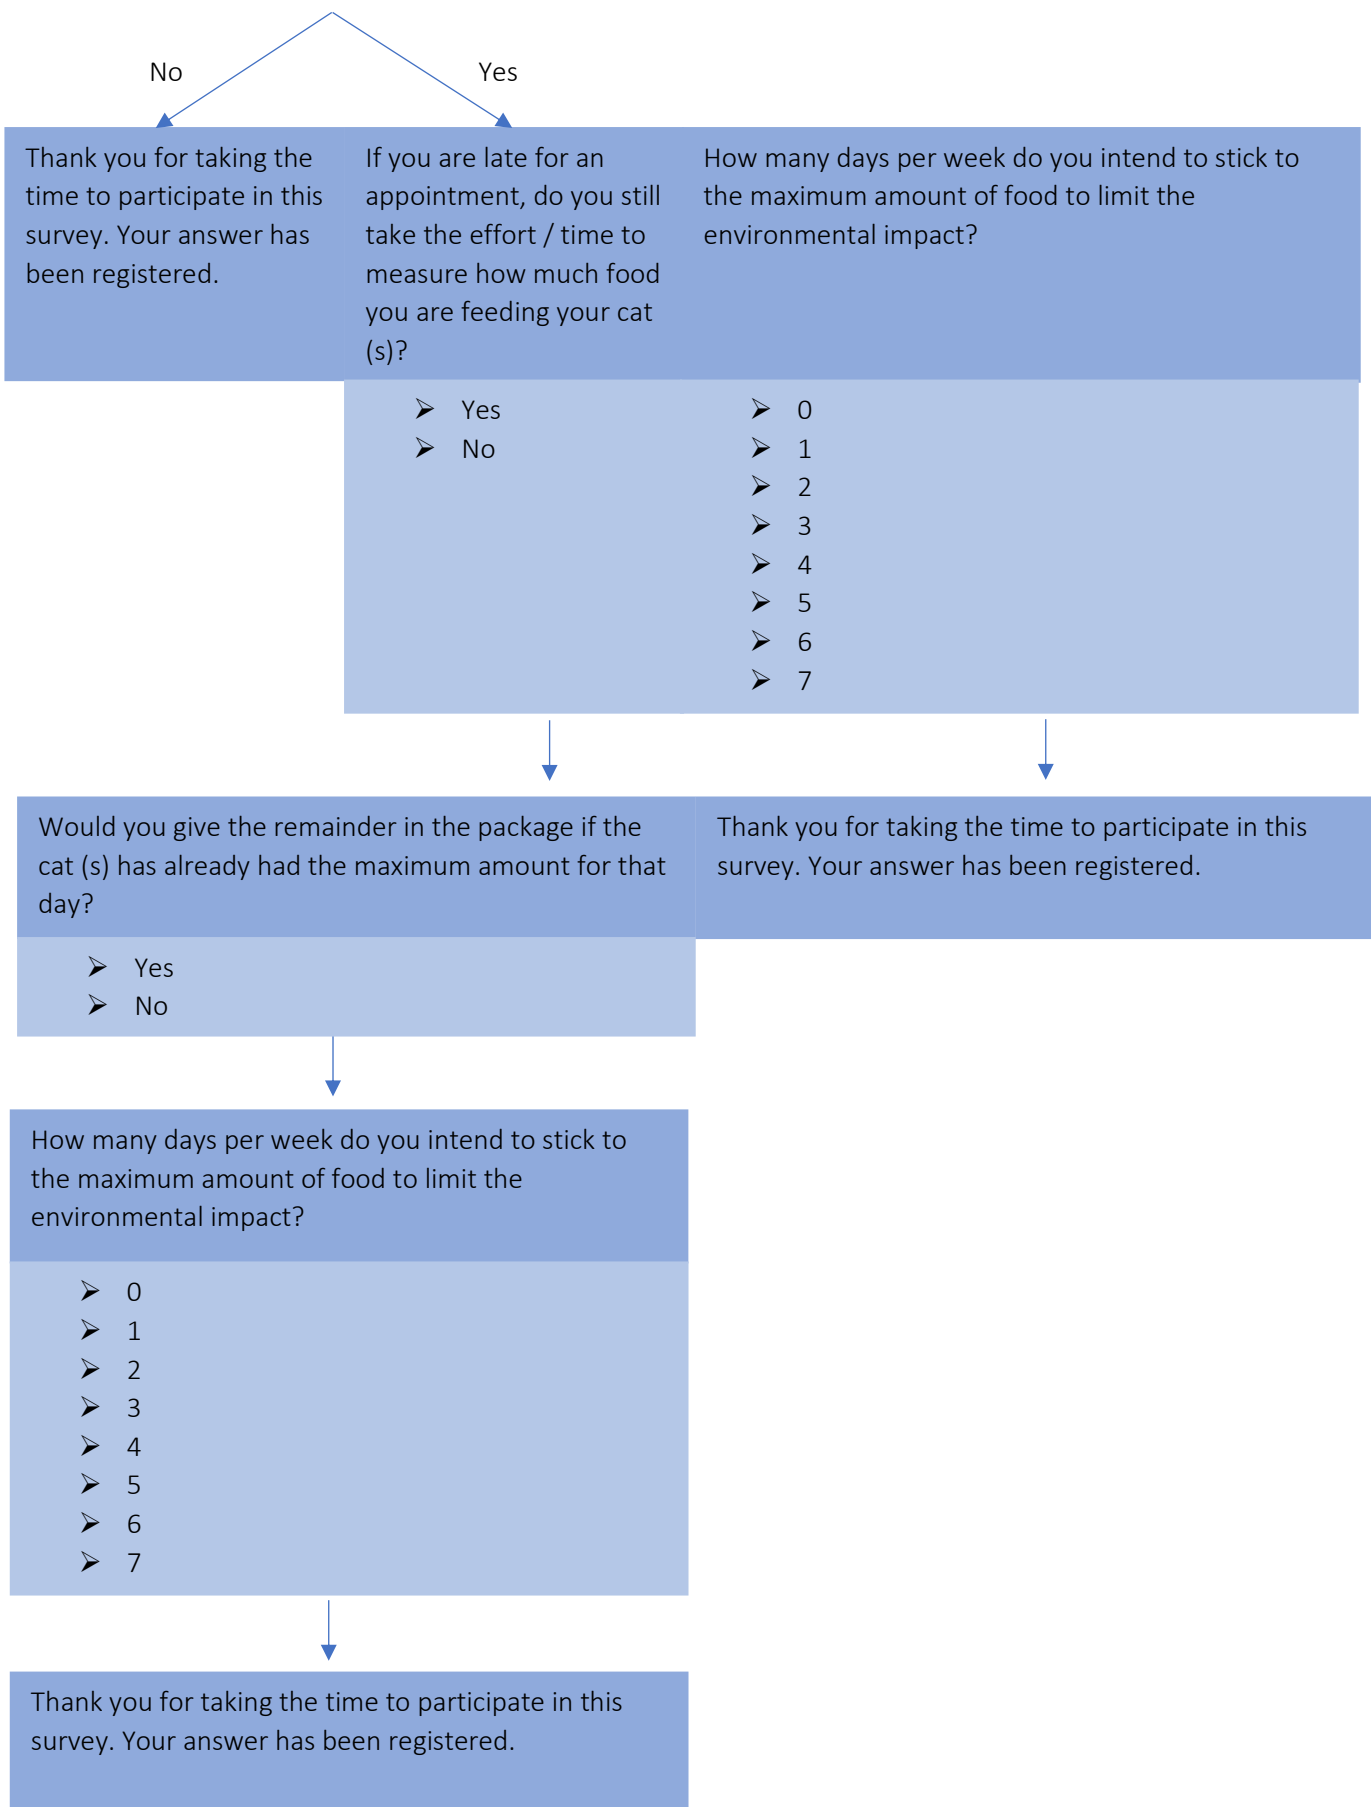 No
Yes
Thank you for taking the
time to participate in this
survey. Your answer has
been registered.
If you are late for an
appointment, do you still
take the effort / time to
measure how much food
you are feeding your cat
(s)?
How many days per week do you intend to stick to
the maximum amount of food to limit the
environmental impact?
➢ Yes
➢ No
➢ 0
➢ 1
➢ 2
➢ 3
➢ 4
➢ 5
➢ 6
➢ 7
Would you give the remainder in the package if the
cat (s) has already had the maximum amount for that
day?
➢ Yes
➢ No
Thank you for taking the time to participate in this
survey. Your answer has been registered.
How many days per week do you intend to stick to
the maximum amount of food to limit the
environmental impact?
➢ 0
➢ 1
➢ 2
➢ 3
➢ 4
➢ 5
➢ 6
➢ 7
Thank you for taking the time to participate in this
survey. Your answer has been registered.